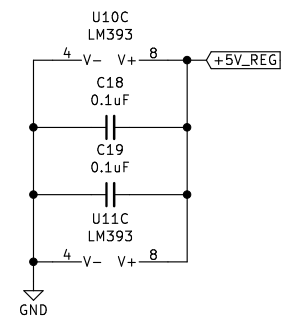 U10C
LM393
4 V- V+ 8
+5V_REG
C18
0.1uF
C19
0.1uF
U11C
LM393
4 V- V+ 8
GND